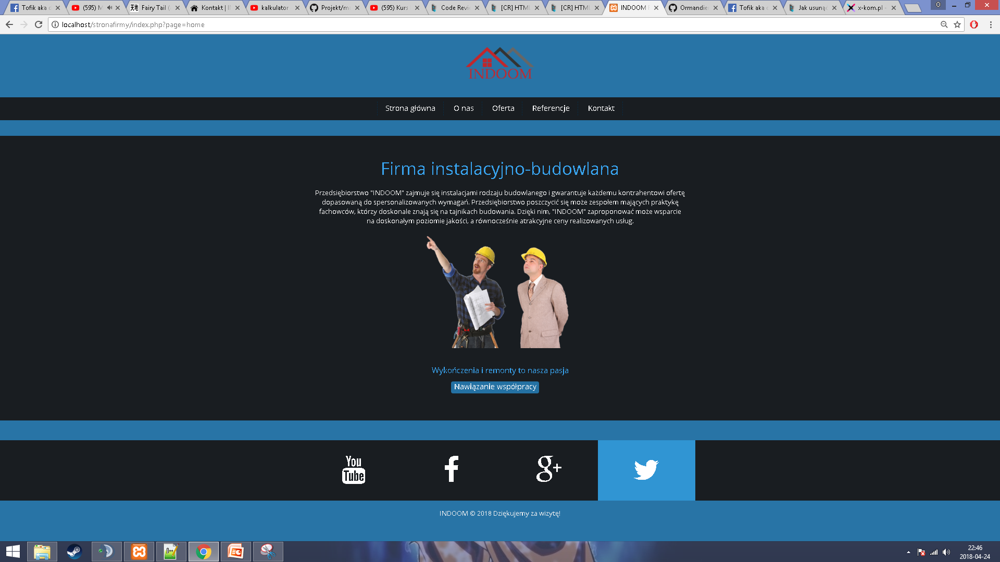 Tofik aka
(595) M
Fairy Tail
Kontakt |
kalkulator
Projekt/m
(595) Kurs
Code Revi
[CR] HTM
[CR] HTM
INDOOM
Ormandie
Tofik aka
Jak usunąć
x-kom.pl -
localhost/stronafirmy/index.php?page=home
INDOOM
Strona główna
O nas
Oferta
Referencje
Kontakt
Firma instalacyjno-budowlana
Przedsiębiorstwo "INDOOM" zajmuje się instalacjami rodzaju budowlanego i gwarantuje każdemu kontrahentowi ofertę
dopasowaną do spersonalizowanych wymagań. Przedsiębiorstwo poszczycić się może zespołem mających praktykę
fachowców, którzy doskonale znają się na tajnikach budowania. Dzięki nim, "INDOOM" zaproponować może wsparcie
na doskonałym poziomie jakości, a równocześnie atrakcyjne ceny realizowanych usług.
Wykończenia i remonty to nasza pasja
Nawiązanie współpracy
You
Tube
f
g+
INDOOM © 2018 Dziękujemy za wizytę!
22:46
2018-04-24